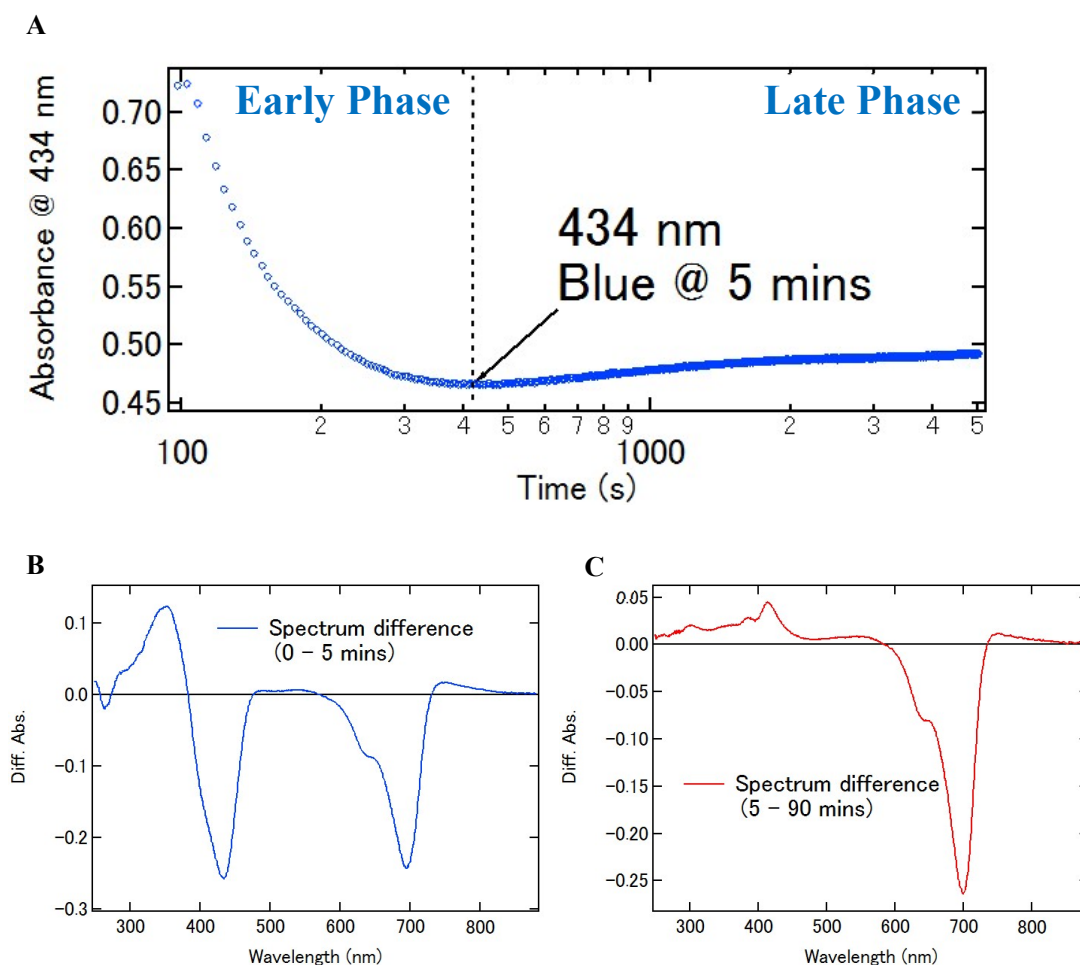 A
Early Phase
Late Phase
Absorbance @ 434 nm
0.70
0.65
0.60
0.55
0.50
0.45
434 nm
Blue @ 5 mins
2 3 4 5 6 7 8 9 2 3 4 5
100 1000
Time (s)
B
Diff. Abs.
0.1
0.0
-0.1
-0.2
-0.3
Spectrum difference
(0 - 5 mins)
300 400 500 600 700 800
Wavelength (nm)
C
Diff. Abs.
0.05
0.00
-0.05
-0.10
-0.15
-0.20
-0.25
Spectrum difference
(5 - 90 mins)
300 400 500 600 700 800
Wavelength (nm)